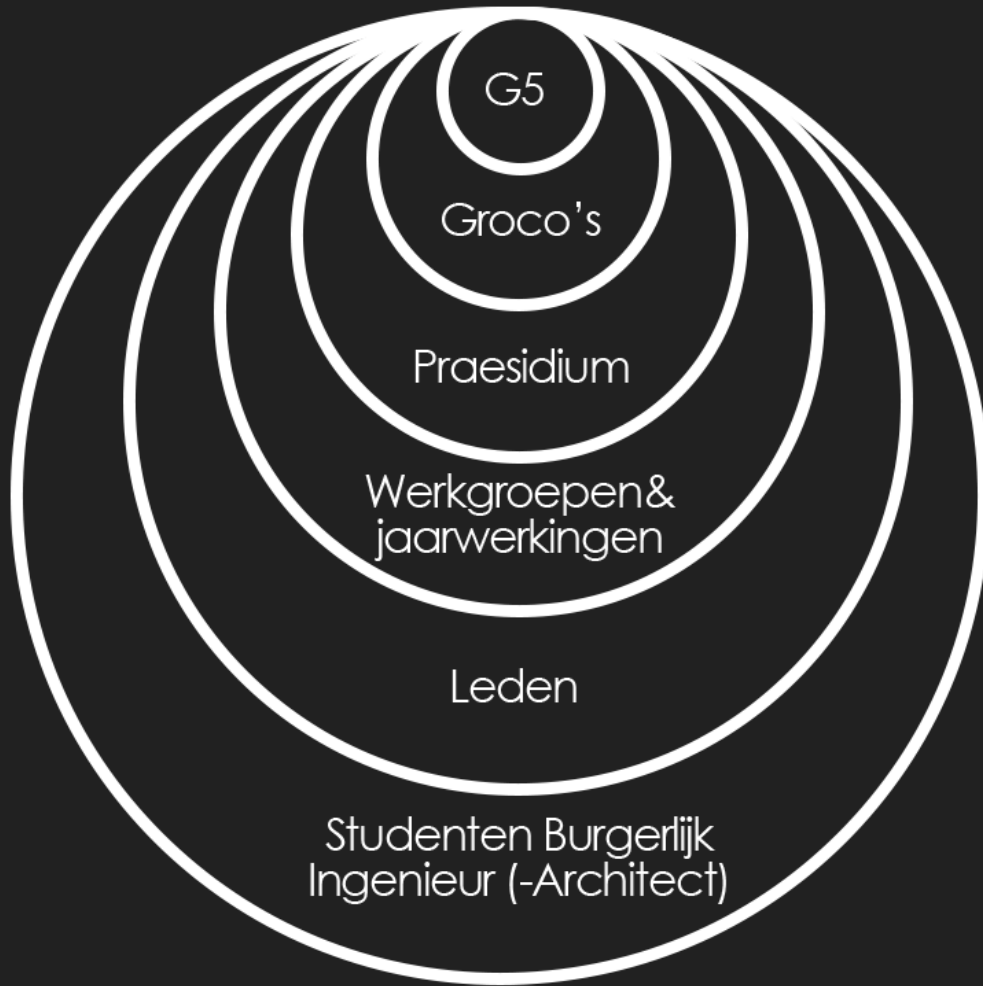 G5
Groco’s
Praesidium
Werkgroepen&
jaarwerkingen
Leden
Studenten Burgerlijk
Ingenieur (-Architect)